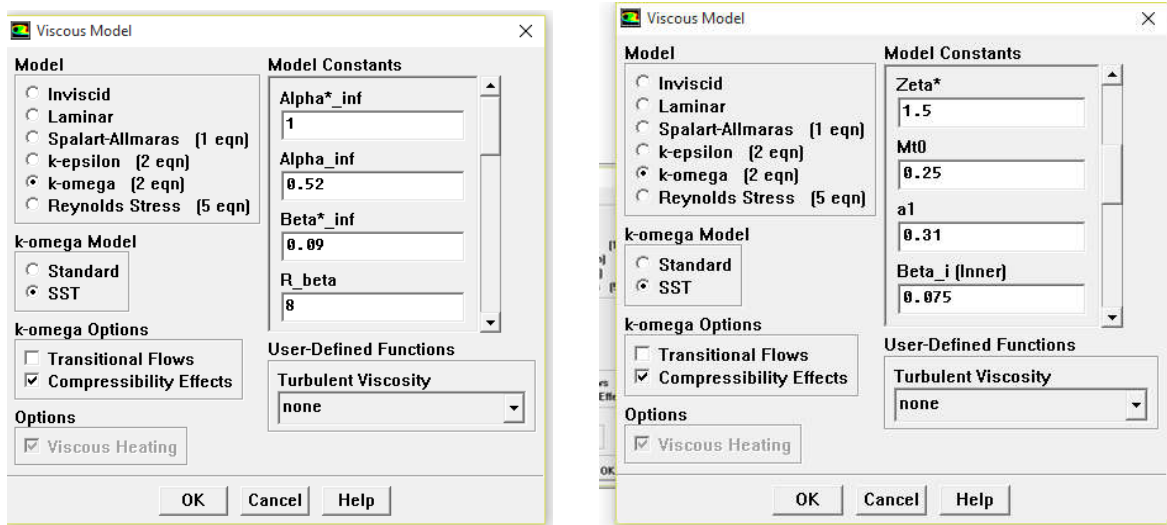 Viscous Model
Model
Inviscid
Laminar
Spalart-Allmaras (1 eqn)
k-epsilon (2 eqn)
k-omega (2 eqn)
Reynolds Stress (5 eqn)
k-omega Model
Standard
SST
k-omega Options
Transitional Flows
Compressibility Effects
Options
Viscous Heating
Model Constants
Alpha*_inf
1
Alpha_inf
0.52
Beta*_inf
0.09
R_beta
8
User-Defined Functions
Turbulent Viscosity
none
OK Cancel Help
Viscous Model
Model
Inviscid
Laminar
Spalart-Allmaras (1 eqn)
k-epsilon (2 eqn)
k-omega (2 eqn)
Reynolds Stress (5 eqn)
k-omega Model
Standard
SST
k-omega Options
Transitional Flows
Compressibility Effects
Options
Viscous Heating
Model Constants
Zeta*
1.5
Mt0
0.25
a1
0.31
Beta_i (Inner)
0.075
User-Defined Functions
Turbulent Viscosity
none
OK Cancel Help